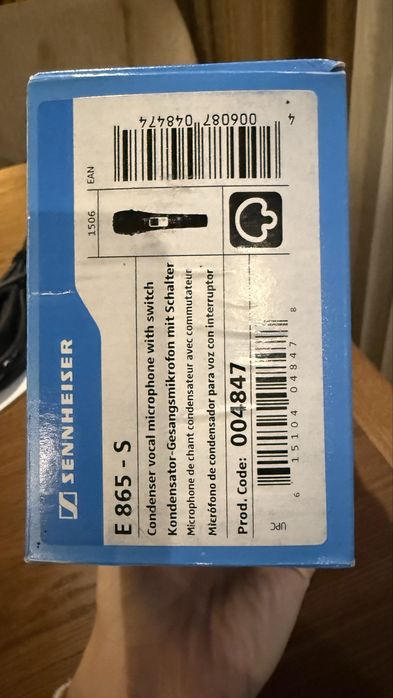 SENNHEISER
E 865 - S
Condenser vocal microphone with switch
Kondensator-Gesangsmikrofon mit Schalter
Microphone de chant condensateur avec commutateur
Micrófono de condensador para voz con interruptor
Prod. Code: 004847
1506
EAN
4 006087 048474
UPC
6 15104 04847 8